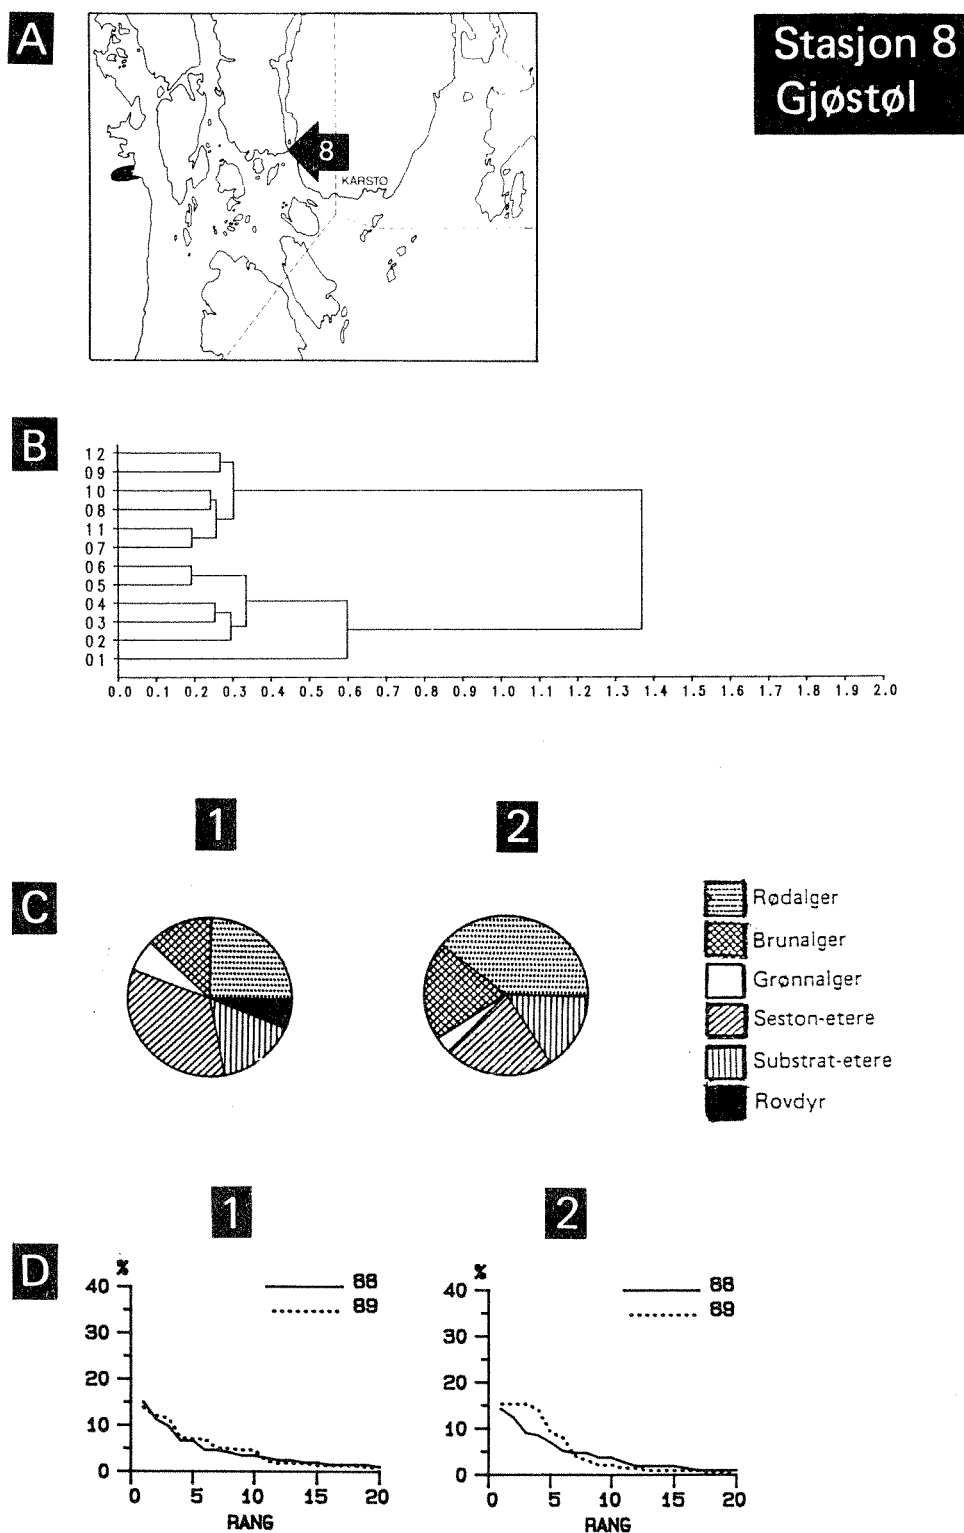 A
Stasjon 8
Gjøstøl
8
KÅRSTØ
B
12
09
10
08
11
07
06
05
04
03
02
01
0.0 0.1 0.2 0.3 0.4 0.5 0.6 0.7 0.8 0.9 1.0 1.1 1.2 1.3 1.4 1.5 1.6 1.7 1.8 1.9 2.0
1 2
C
Rødalger
Brunalger
Grønnalger
Seston-etere
Substrat-etere
Rovdyr
1 2
D
%
40
30
20
10
0
88
89
0 5 10 15 20
RANG
%
40
30
20
10
0
88
89
0 5 10 15 20
RANG